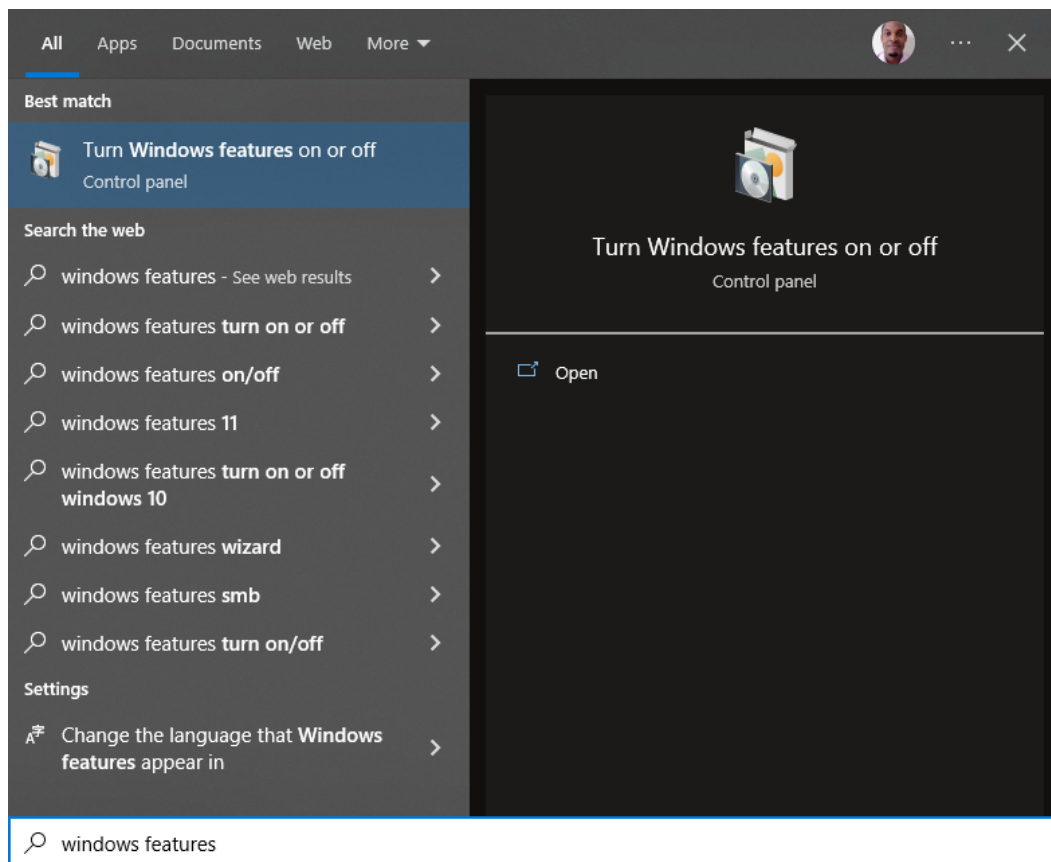 All Apps Documents Web More
Best match
Turn Windows features on or off
Control panel
Search the web
windows features - See web results
windows features turn on or off
windows features on/off
windows features 11
windows features turn on or off
windows 10
windows features wizard
windows features smb
windows features turn on/off
Settings
Change the language that Windows
features appear in
windows features
Turn Windows features on or off
Control panel
Open